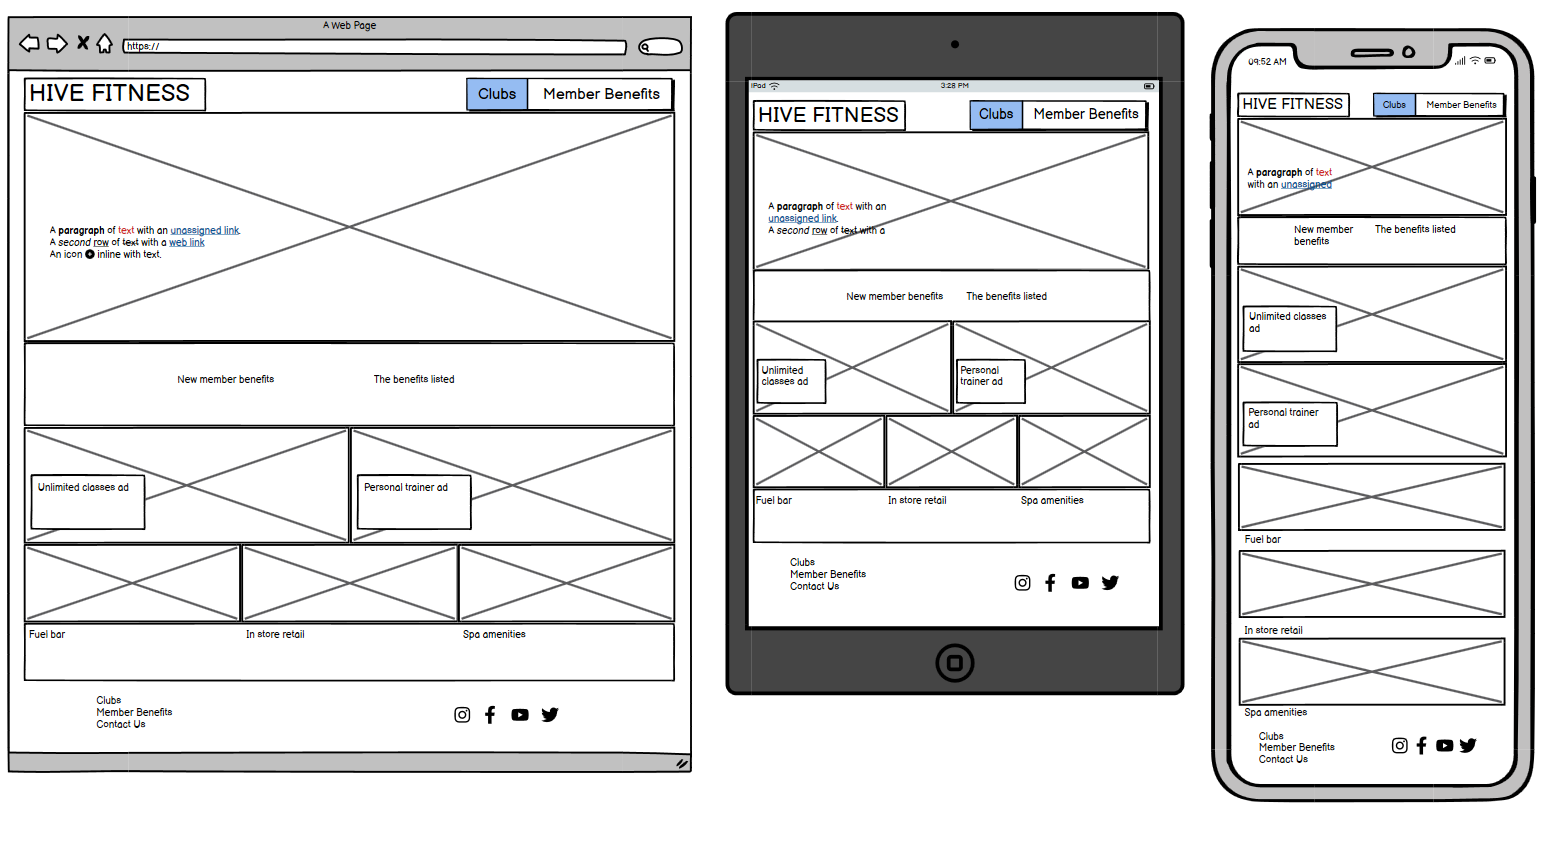 A Web Page
https://
HIVE FITNESS
Clubs
Member Benefits
A paragraph of text with an unassigned link.
A second row of text with a web link
An icon inline with text.
New member benefits
The benefits listed
Unlimited classes ad
Personal trainer ad
Fuel bar
In store retail
Spa amenities
Clubs
Member Benefits
Contact Us
iPad
3:28 PM
HIVE FITNESS
Clubs
Member Benefits
A paragraph of text with an
unassigned link.
A second row of text with a
New member benefits
The benefits listed
Unlimited
classes ad
Personal
trainer ad
Fuel bar
In store retail
Spa amenities
Clubs
Member Benefits
Contact Us
09:52 AM
HIVE FITNESS
Clubs
Member Benefits
A paragraph of text
with an unassigned
New member
benefits
The benefits listed
Unlimited classes
ad
Personal trainer
ad
Fuel bar
In store retail
Spa amenities
Clubs
Member Benefits
Contact Us